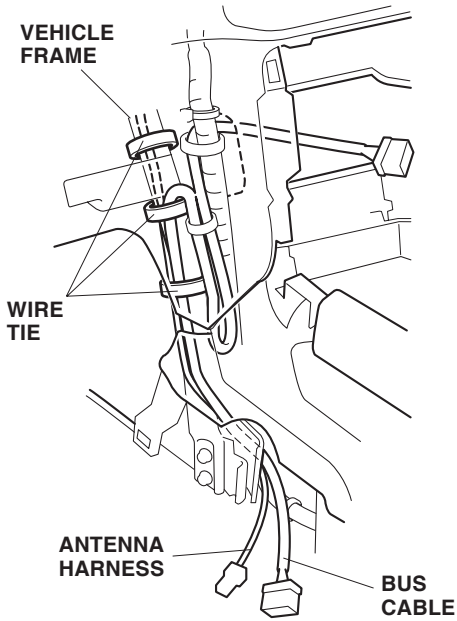 VEHICLE
FRAME
WIRE
TIE
ANTENNA
HARNESS
BUS
CABLE